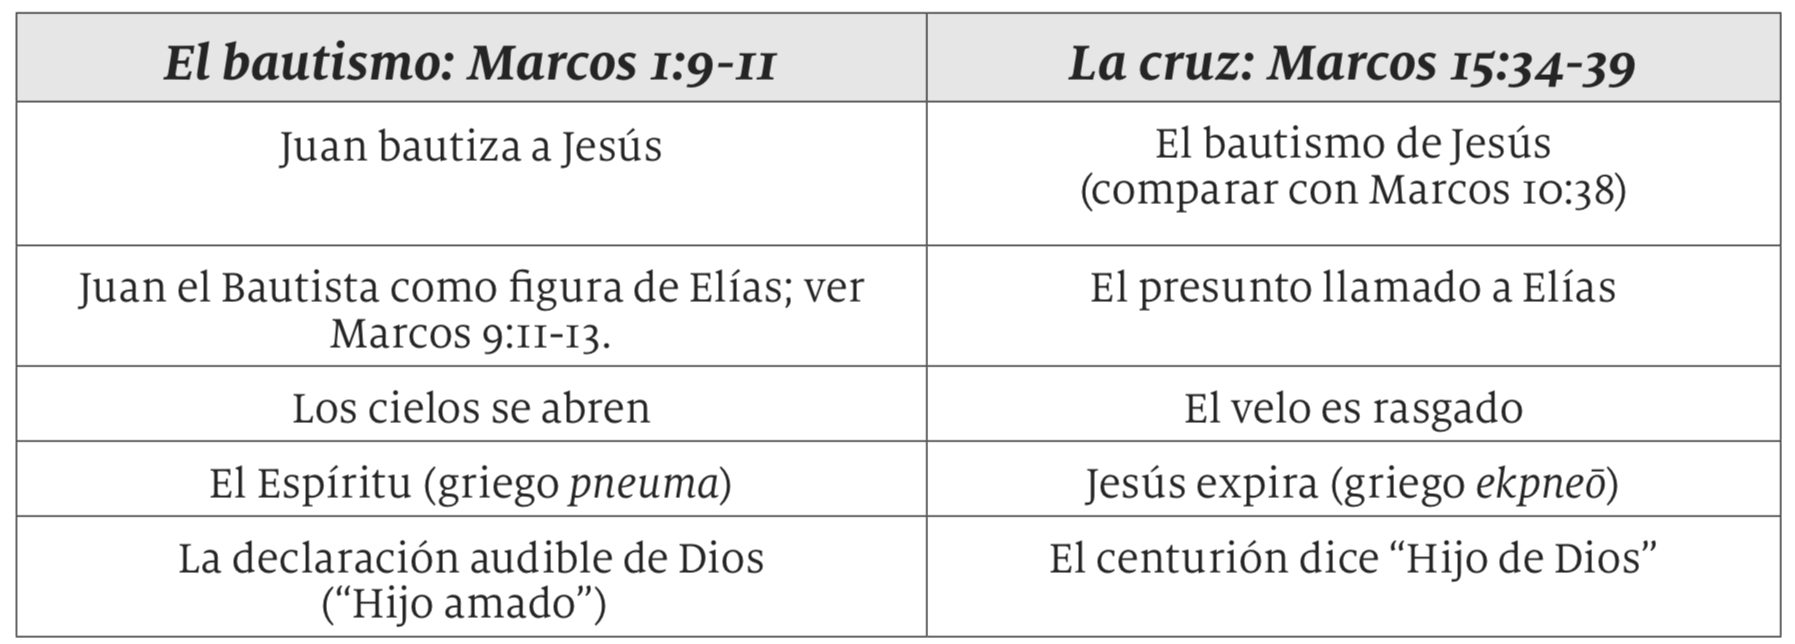 El bautismo: Marcos 1:9-11
La cruz: Marcos 15:34-39
Juan bautiza a Jesús
El bautismo de Jesús
(comparar con Marcos 10:38)
Juan el Bautista como figura de Elías; ver
Marcos 9:11-13.
El presunto llamado a Elías
Los cielos se abren
El velo es rasgado
El Espíritu (griego pneuma)
Jesús expira (griego ekpneō)
La declaración audible de Dios
(“Hijo amado”)
El centurión dice “Hijo de Dios”